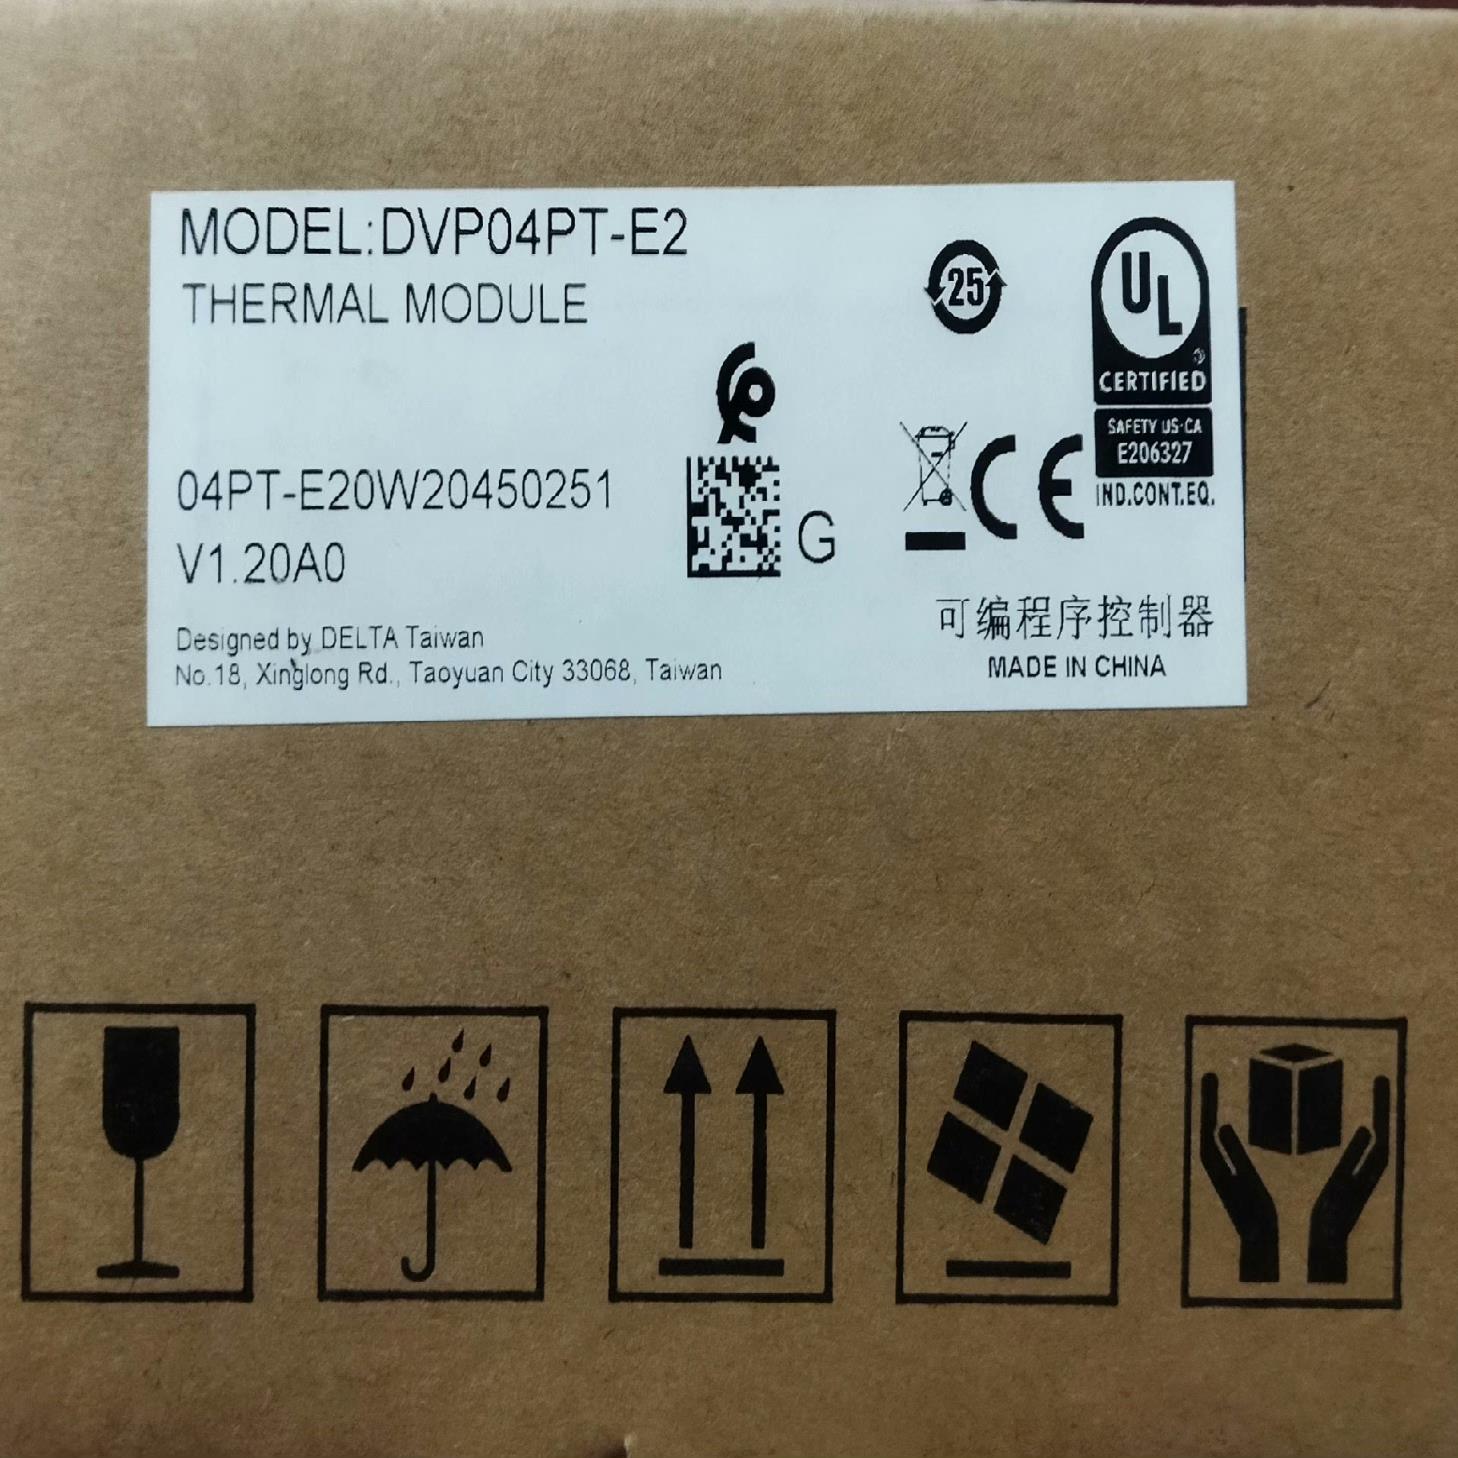 MODEL:DVP04PT-E2
THERMAL MODULE
25
UL
CERTIFIED
SAFETY US·CA
E206327
IND.CONT.EQ.
04PT-E20W20450251
G
CE
V1.20A0
可编程序控制器
Designed by DELTA Taiwan
MADE IN CHINA
No.18, Xinglong Rd., Taoyuan City 33068, Taiwan